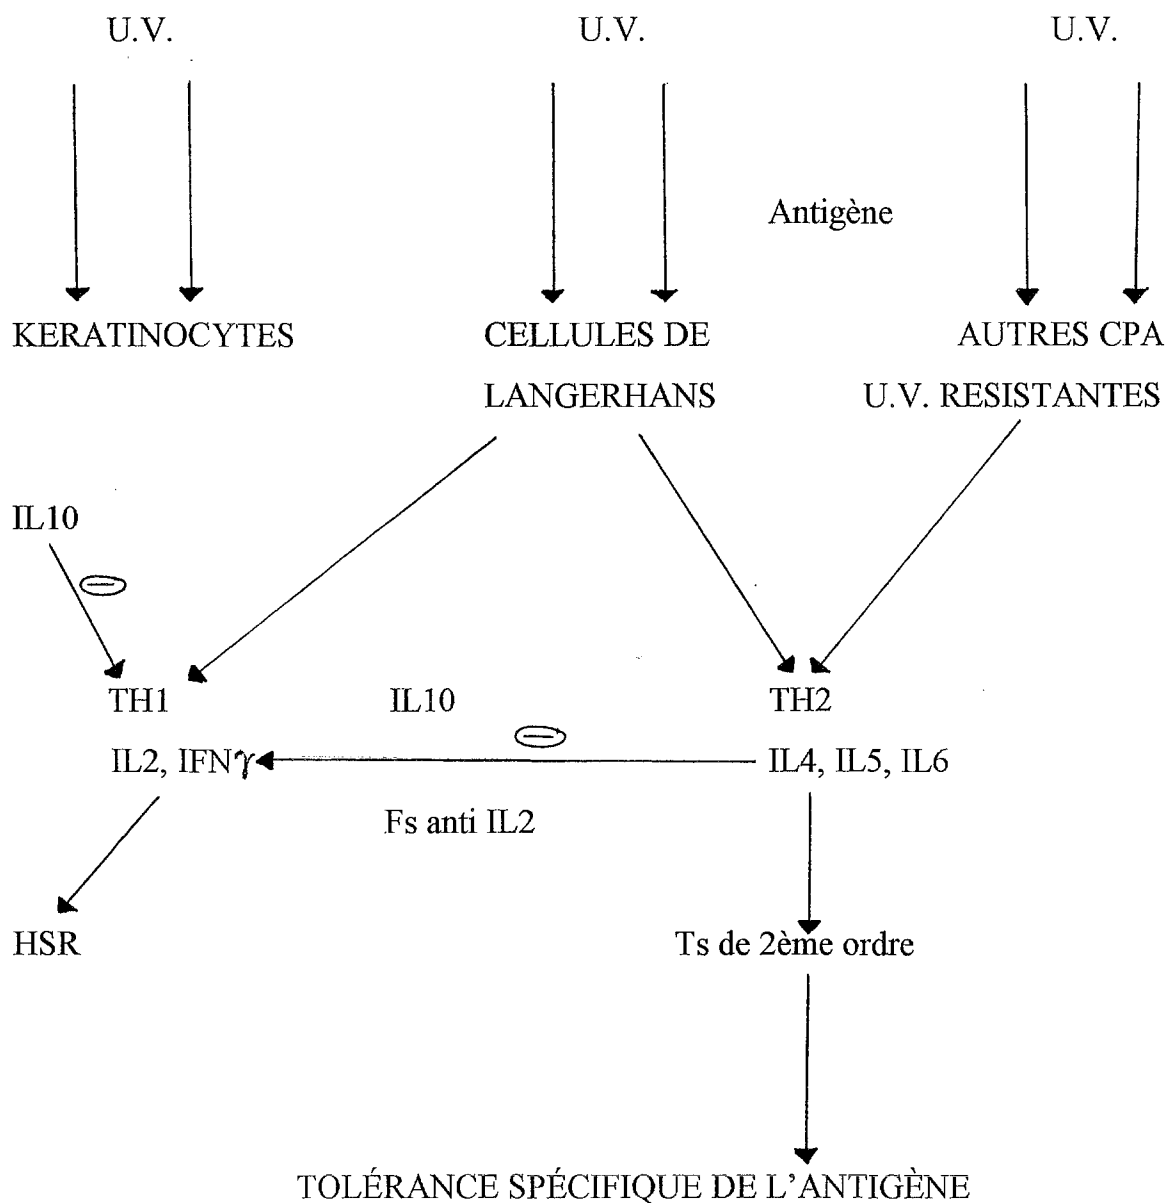 U.V. U.V. U.V.
Antigène
KERATINOCYTES CELLULES DE AUTRES CPA
LANGERHANS U.V. RESISTANTES
IL10
TH1 IL10 TH2
IL2, IFNγ IL4, IL5, IL6
Fs anti IL2
HSR Ts de 2ème ordre
TOLÉRANCE SPÉCIFIQUE DE L'ANTIGÈNE